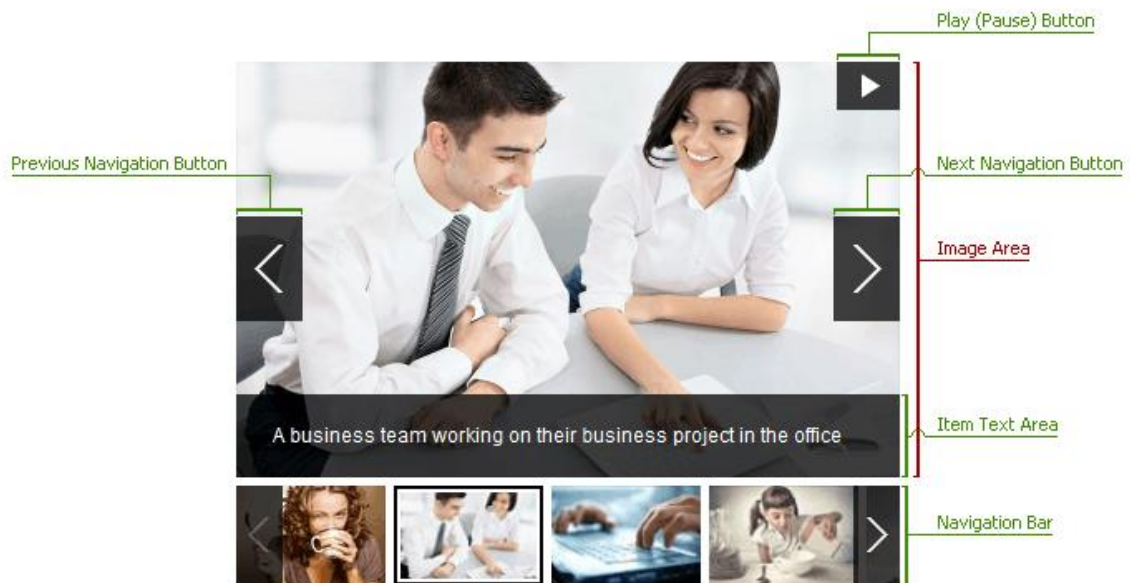 Play (Pause) Button
Previous Navigation Button
Next Navigation Button
Image Area
Item Text Area
A business team working on their business project in the office
Navigation Bar